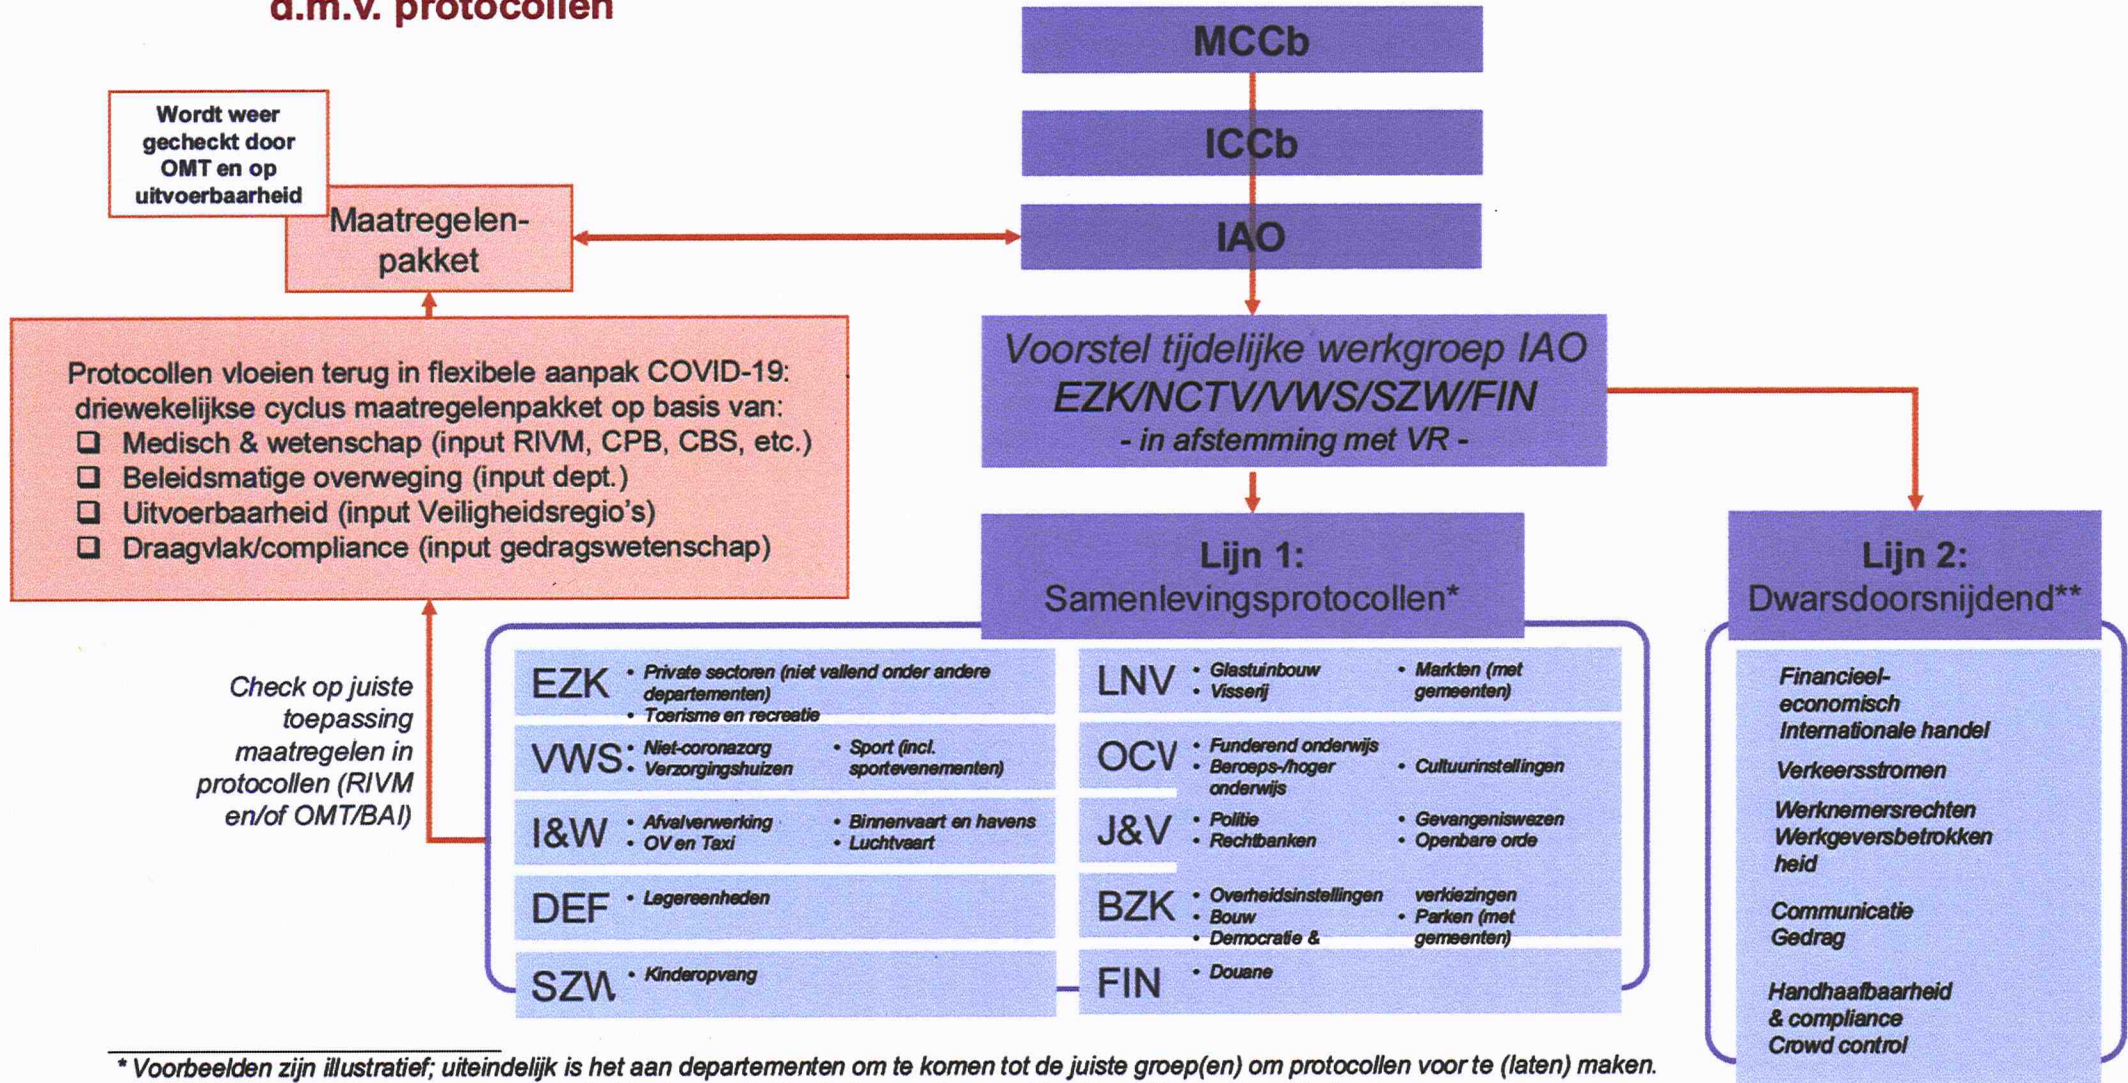 d.m.v. protocollen
MCCb
ICCb
IAO
Wordt weer
gecheckt door
OMT en op
uitvoerbaarheid
Maatregelen-
pakket
Protocollen vloeien terug in flexibele aanpak COVID-19:
driewekelijkse cyclus maatregelenpakket op basis van:
❑ Medisch & wetenschap (input RIVM, CPB, CBS, etc.)
❑ Beleidsmatige overweging (input dept.)
❑ Uitvoerbaarheid (input Veiligheidsregio's)
❑ Draagvlak/compliance (input gedragswetenschap)
Voorstel tijdelijke werkgroep IAO
EZK/NCTV/VWS/SZW/FIN
- in afstemming met VR -
Check op juiste
toepassing
maatregelen in
protocollen (RIVM
en/of OMT/BAI)
Lijn 1:
Samenlevingsprotocollen*
EZK
• Private sectoren (niet vallend onder andere
departementen)
• Toerisme en recreatie
VWS
• Niet-coronazorg
• Verzorgingshuizen
• Sport (incl.
sportevenementen)
I&W
• Afvalverwerking
• OV en Taxi
• Binnenvaart en havens
• Luchtvaart
DEF
• Legereenheden
SZW
• Kinderopvang
LNV
• Glastuinbouw
• Visserij
• Markten (met
gemeenten)
OCW
• Funderend onderwijs
• Beroeps-/hoger
onderwijs
• Cultuurinstellingen
J&V
• Politie
• Rechtbanken
• Gevangeniswezen
• Openbare orde
BZK
• Overheidsinstellingen
• Bouw
• Democratie &
verkiezingen
• Parken (met
gemeenten)
FIN
• Douane
Lijn 2:
Dwarsdoorsnijdend**
Financieel-
economisch
Internationale handel
Verkeersstromen
Werknemersrechten
Werkgeversbetrokken
heid
Communicatie
Gedrag
Handhaafbaarheid
& compliance
Crowd control
* Voorbeelden zijn illustratief; uiteindelijk is het aan departementen om te komen tot de juiste groep(en) om protocollen voor te (laten) maken.